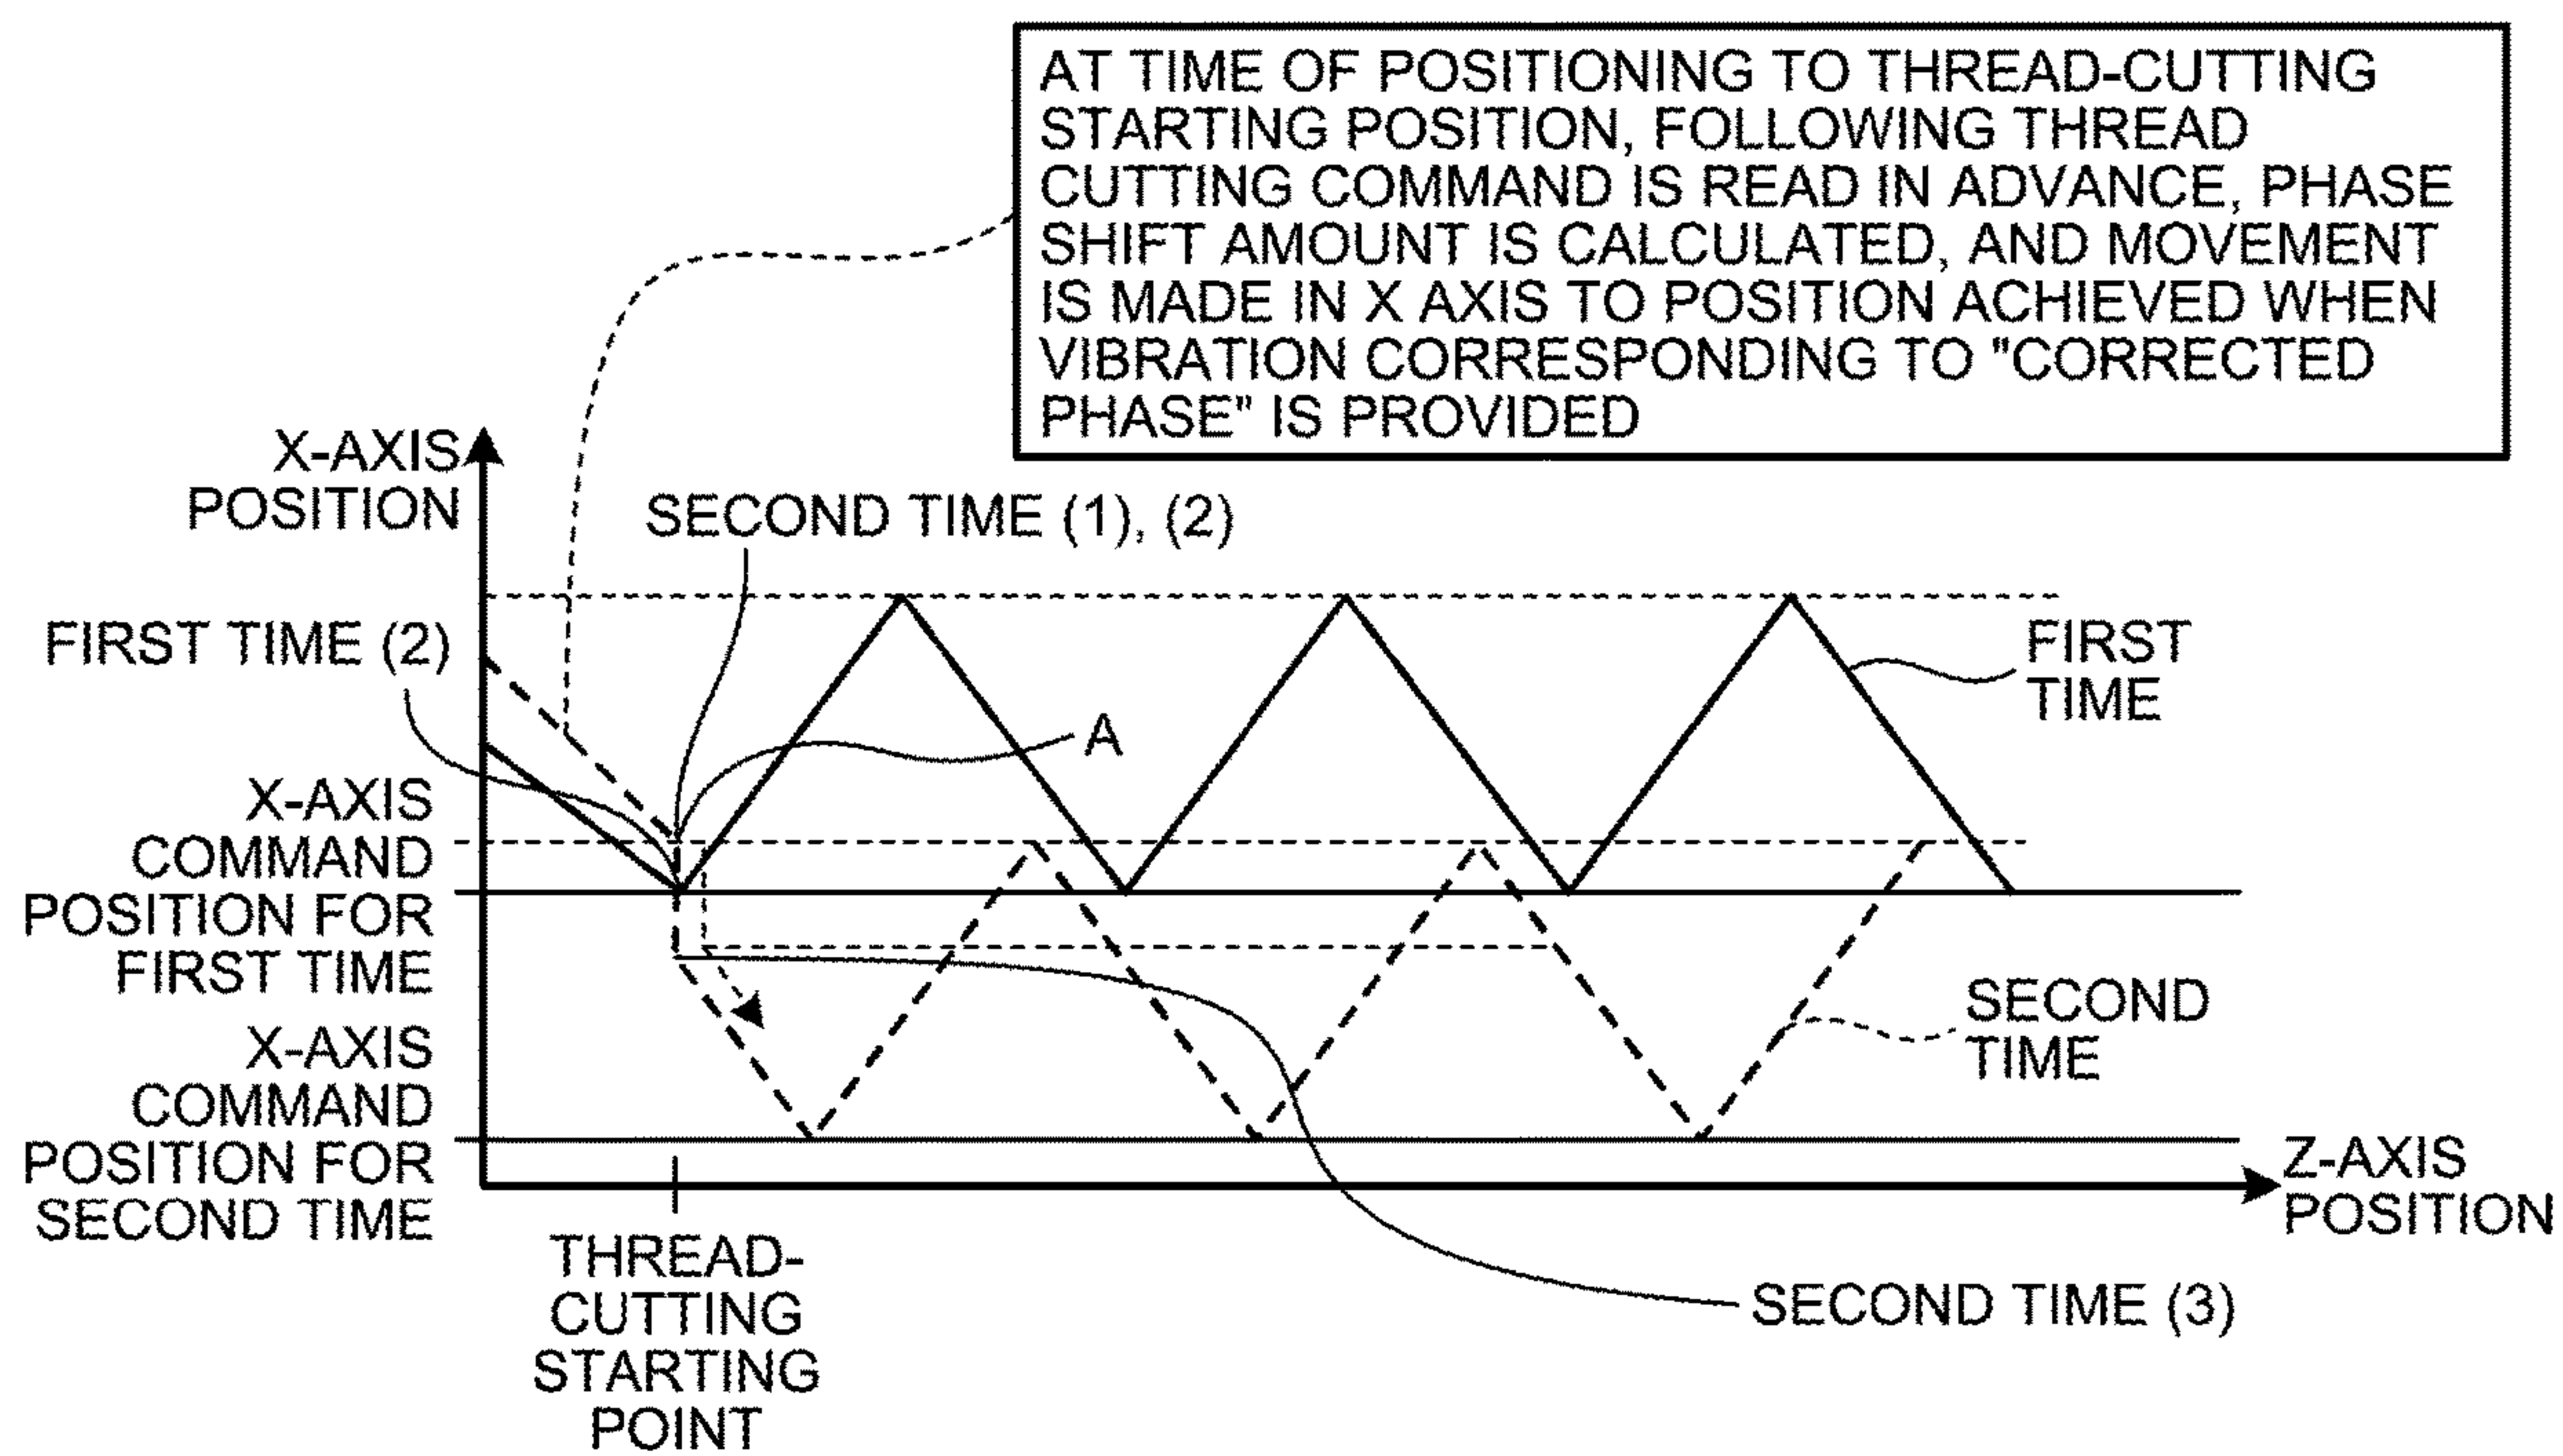 AT TIME OF POSITIONING TO THREAD-CUTTING
STARTING POSITION, FOLLOWING THREAD
CUTTING COMMAND IS READ IN ADVANCE, PHASE
SHIFT AMOUNT IS CALCULATED, AND MOVEMENT
IS MADE IN X AXIS TO POSITION ACHIEVED WHEN
VIBRATION CORRESPONDING TO "CORRECTED
PHASE" IS PROVIDED
X-AXIS
POSITION
SECOND TIME (1), (2)
FIRST TIME (2)
FIRST
TIME
A
X-AXIS
COMMAND
POSITION FOR
FIRST TIME
SECOND
TIME
X-AXIS
COMMAND
POSITION FOR
SECOND TIME
Z-AXIS
POSITION
THREAD-
CUTTING
STARTING
POINT
SECOND TIME (3)